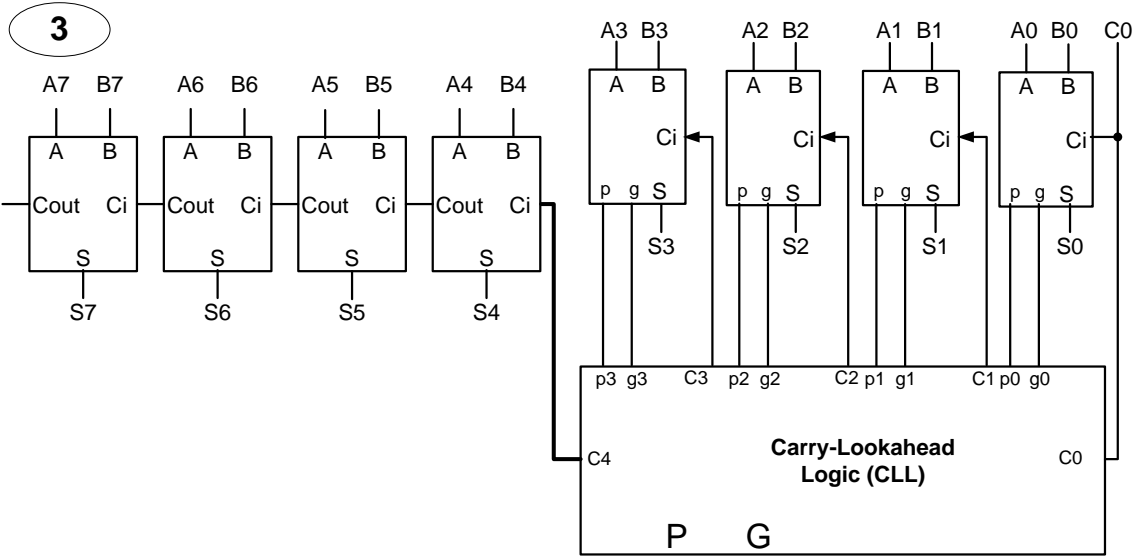 3
A3 B3 A2 B2 A1 B1 A0 B0 C0
A7 B7 A6 B6 A5 B5 A4 B4
A B A B A B A B
Ci Ci Ci Ci
A B A B A B A B
p g S p g S p g S p g S
Cout Ci Cout Ci Cout Ci Cout Ci
S3 S2 S1 S0
S S S S
S7 S6 S5 S4
p3 g3 C3 p2 g2 C2 p1 g1 C1 p0 g0
Carry-Lookahead
C4 C0
Logic (CLL)
P G